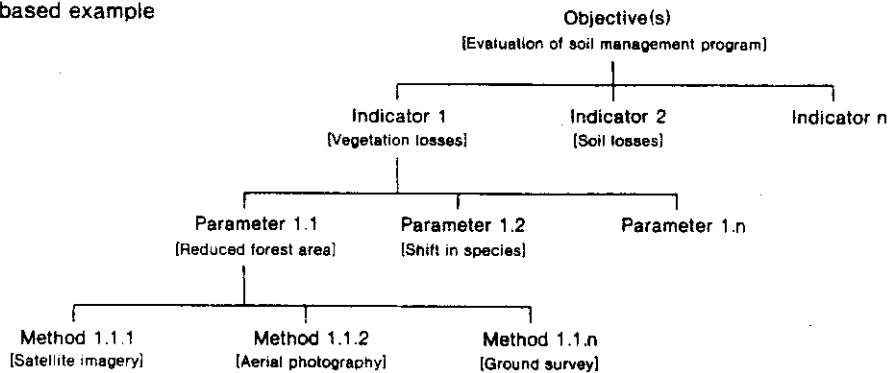 based example
Objective(s)
[Evaluation of soil management program]
Indicator 1 Indicator 2 Indicator n
[Vegetation losses] [Soil losses]
Parameter 1.1 Parameter 1.2 Parameter 1.n
[Reduced forest area] [Shift in species]
Method 1.1.1 Method 1.1.2 Method 1.1.n
[Satellite imagery] [Aerial photography] [Ground survey]